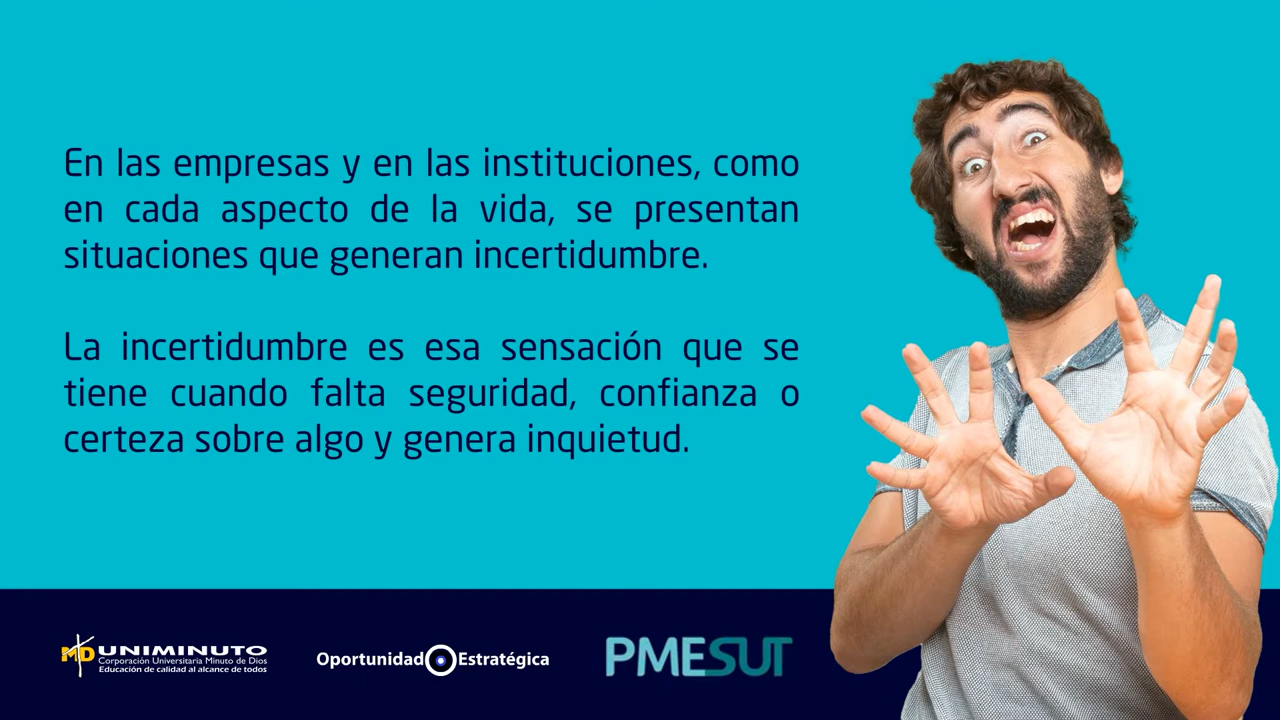 En las empresas y en las instituciones, como
en cada aspecto de la vida, se presentan
situaciones que generan incertidumbre.
La incertidumbre es esa sensación que se
tiene cuando falta seguridad, confianza o
certeza sobre algo y genera inquietud.
MD UNIMINUTO
Corporación Universitaria Minuto de Dios
Educación de calidad al alcance de todos
Oportunidad Estratégica
PMESUT